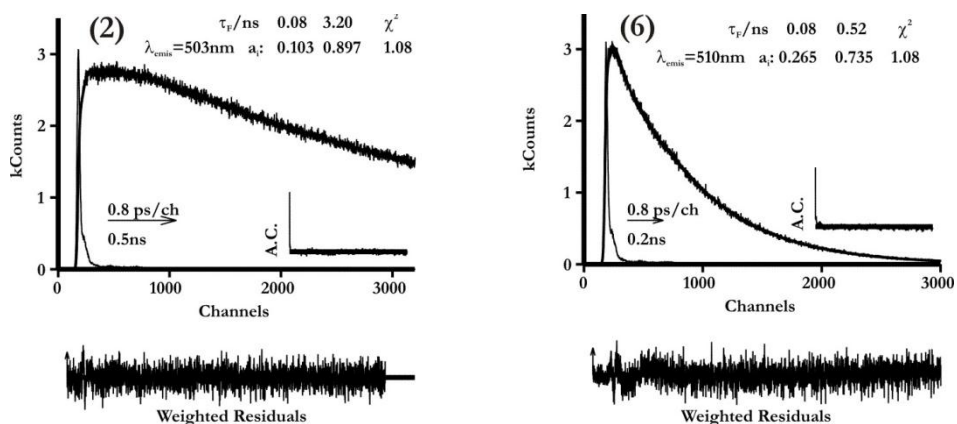 (2)
τF/ns 0.08 3.20 χ²
λemis=503nm ai: 0.103 0.897 1.08
3
2
1
0
kCounts
0.8 ps/ch
0.5ns
A.C.
0 1000 2000 3000
Channels
Weighted Residuals
(6)
τF/ns 0.08 0.52 χ²
λemis=510nm ai: 0.265 0.735 1.08
3
2
1
0
kCounts
0.8 ps/ch
0.2ns
A.C.
0 1000 2000 3000
Channels
Weighted Residuals